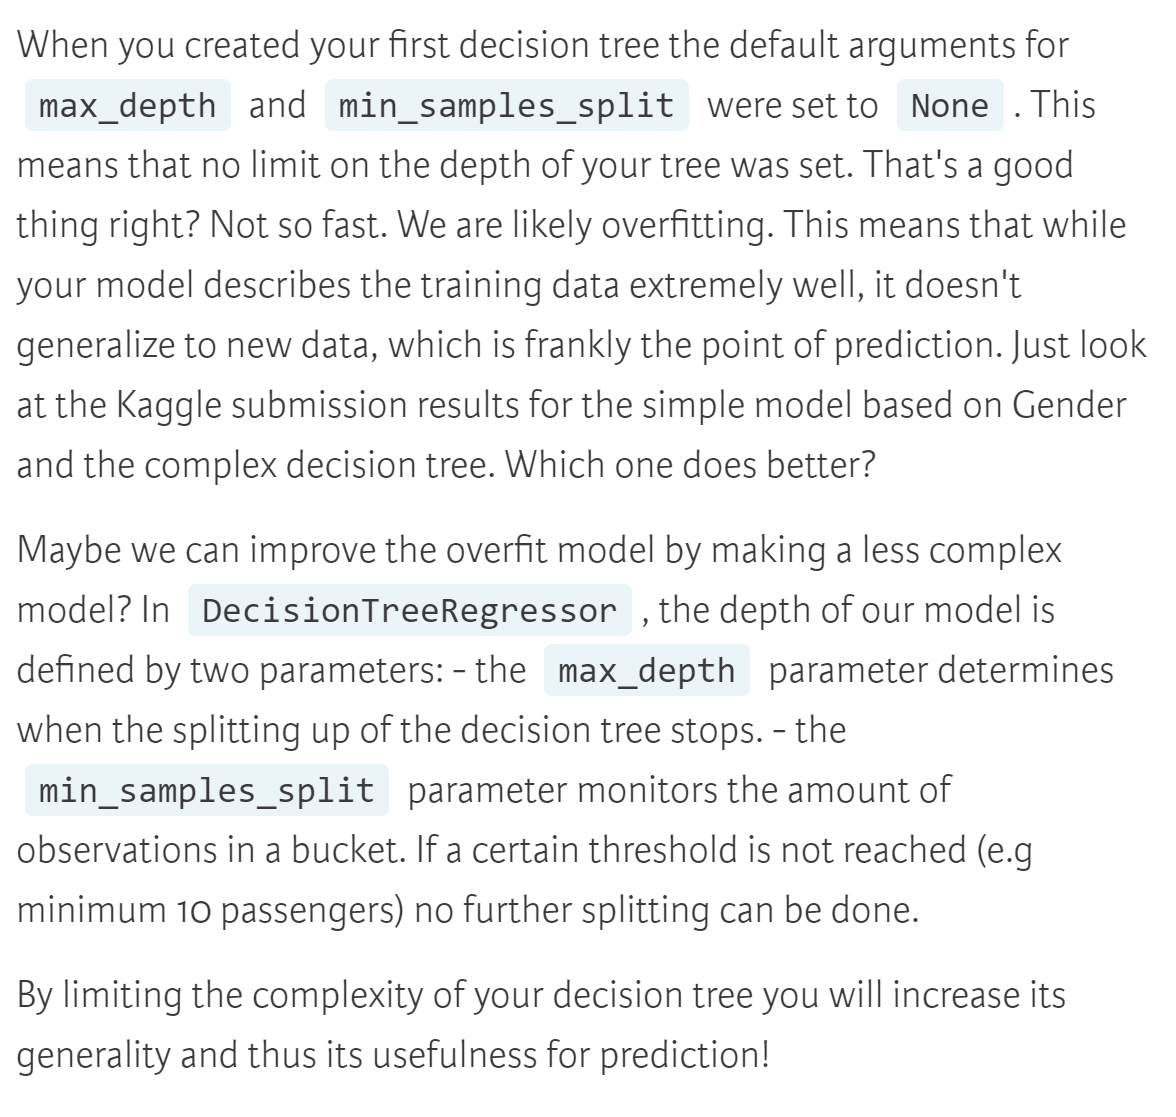 When you created your first decision tree the default arguments for
max_depth and min_samples_split were set to None . This
means that no limit on the depth of your tree was set. That's a good
thing right? Not so fast. We are likely overfitting. This means that while
your model describes the training data extremely well, it doesn't
generalize to new data, which is frankly the point of prediction. Just look
at the Kaggle submission results for the simple model based on Gender
and the complex decision tree. Which one does better?
Maybe we can improve the overfit model by making a less complex
model? In DecisionTreeRegressor , the depth of our model is
defined by two parameters: - the max_depth parameter determines
when the splitting up of the decision tree stops. - the
min_samples_split parameter monitors the amount of
observations in a bucket. If a certain threshold is not reached (e.g
minimum 10 passengers) no further splitting can be done.
By limiting the complexity of your decision tree you will increase its
generality and thus its usefulness for prediction!